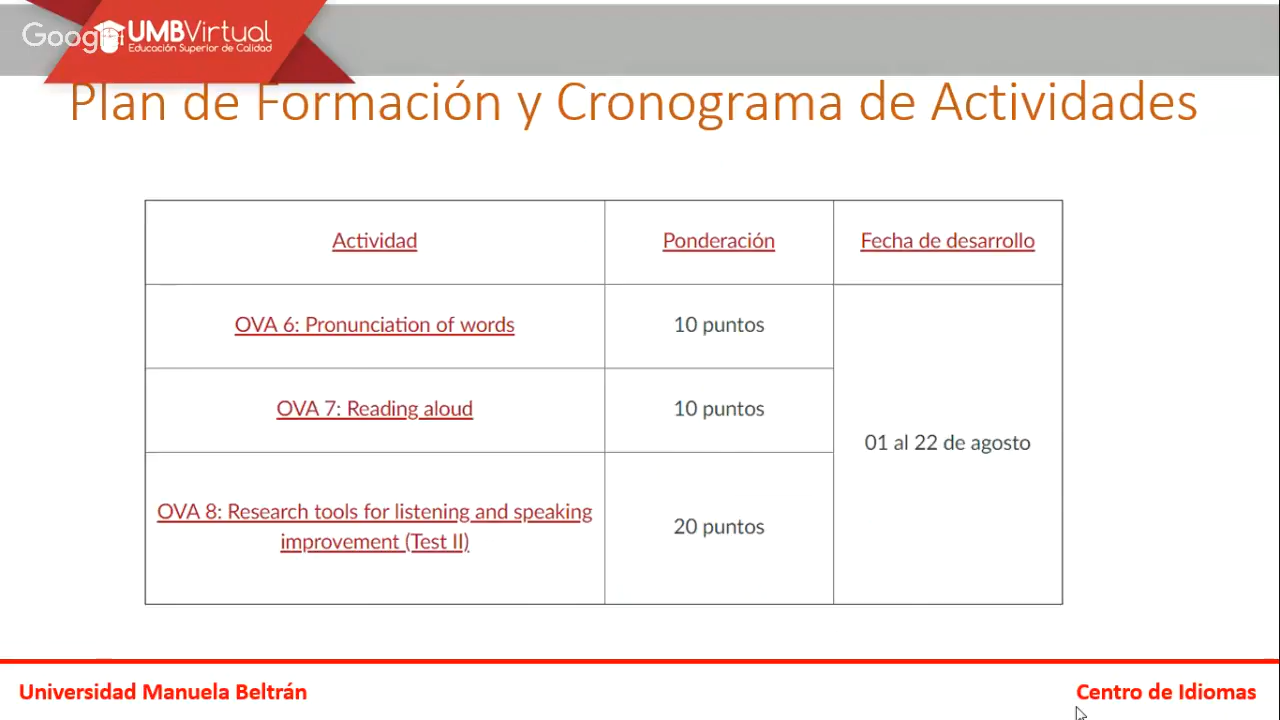 Google
UMBVirtual
Educación Superior de Calidad
Plan de Formación y Cronograma de Actividades
Actividad Ponderación Fecha de desarrollo
OVA 6: Pronunciation of words 10 puntos
OVA 7: Reading aloud 10 puntos
01 al 22 de agosto
OVA 8: Research tools for listening and speaking
improvement (Test II) 20 puntos
Universidad Manuela Beltrán Centro de Idiomas